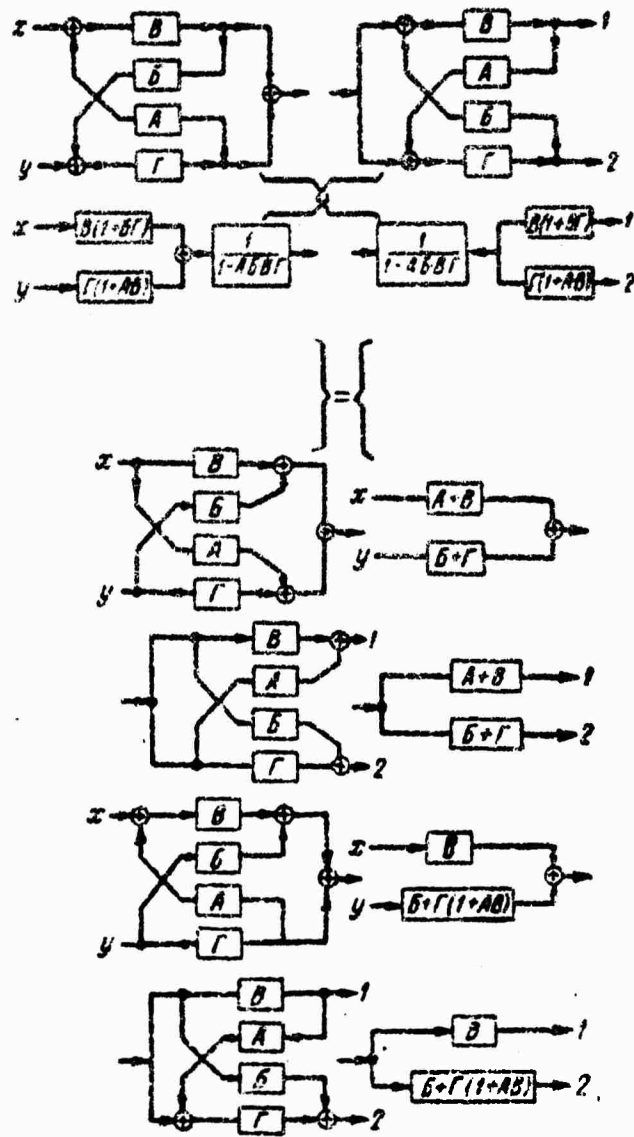 x В В 1
Б А
А Б
y Г Г 2
x В(1+БГ) 1/(1-АБВГ) 1/(1-АБВГ) В(1+БГ) 1
y Г(1+АВ) Г(1+АВ) 2
=
x В
Б x А+В
А
y Г y Б+Г
В 1
А А+В 1
Б Б+Г 2
Г 2
x В
Б x В
А y Б+Г(1+АВ)
y Г
В 1
А В 1
Б Б+Г(1+АВ) 2
Г 2